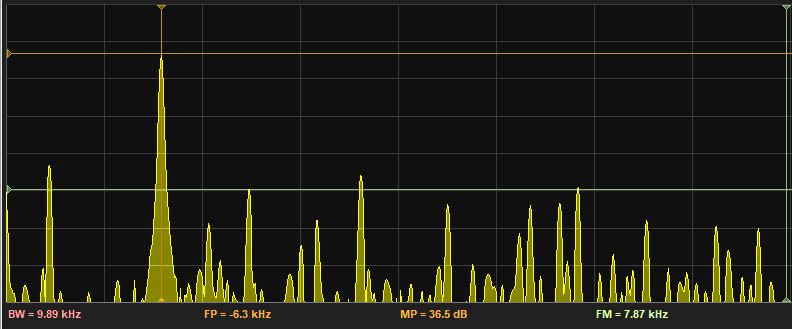 BW = 9.89 kHz FP = -6.3 kHz MP = 36.5 dB FM = 7.87 kHz